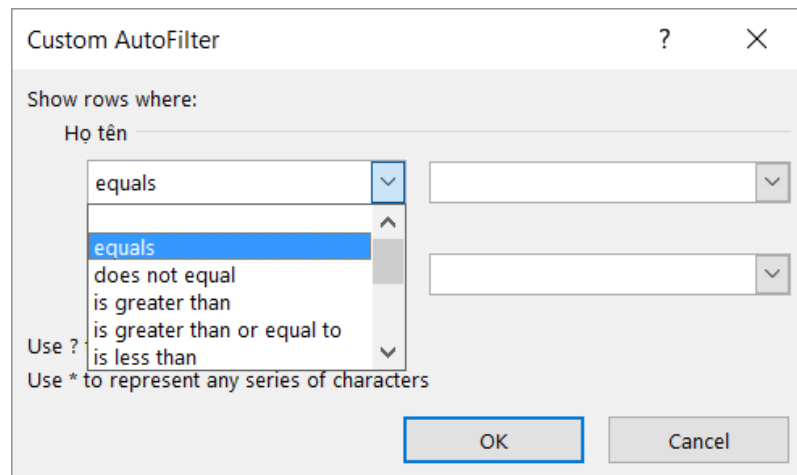 Custom AutoFilter ?
Show rows where:
Họ tên
equals
equals
does not equal
is greater than
is greater than or equal to
is less than
Use ?
Use * to represent any series of characters
OK Cancel